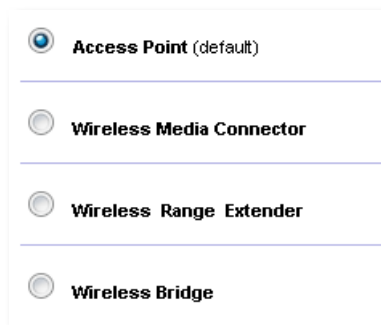 Access Point (default)
Wireless Media Connector
Wireless Range Extender
Wireless Bridge